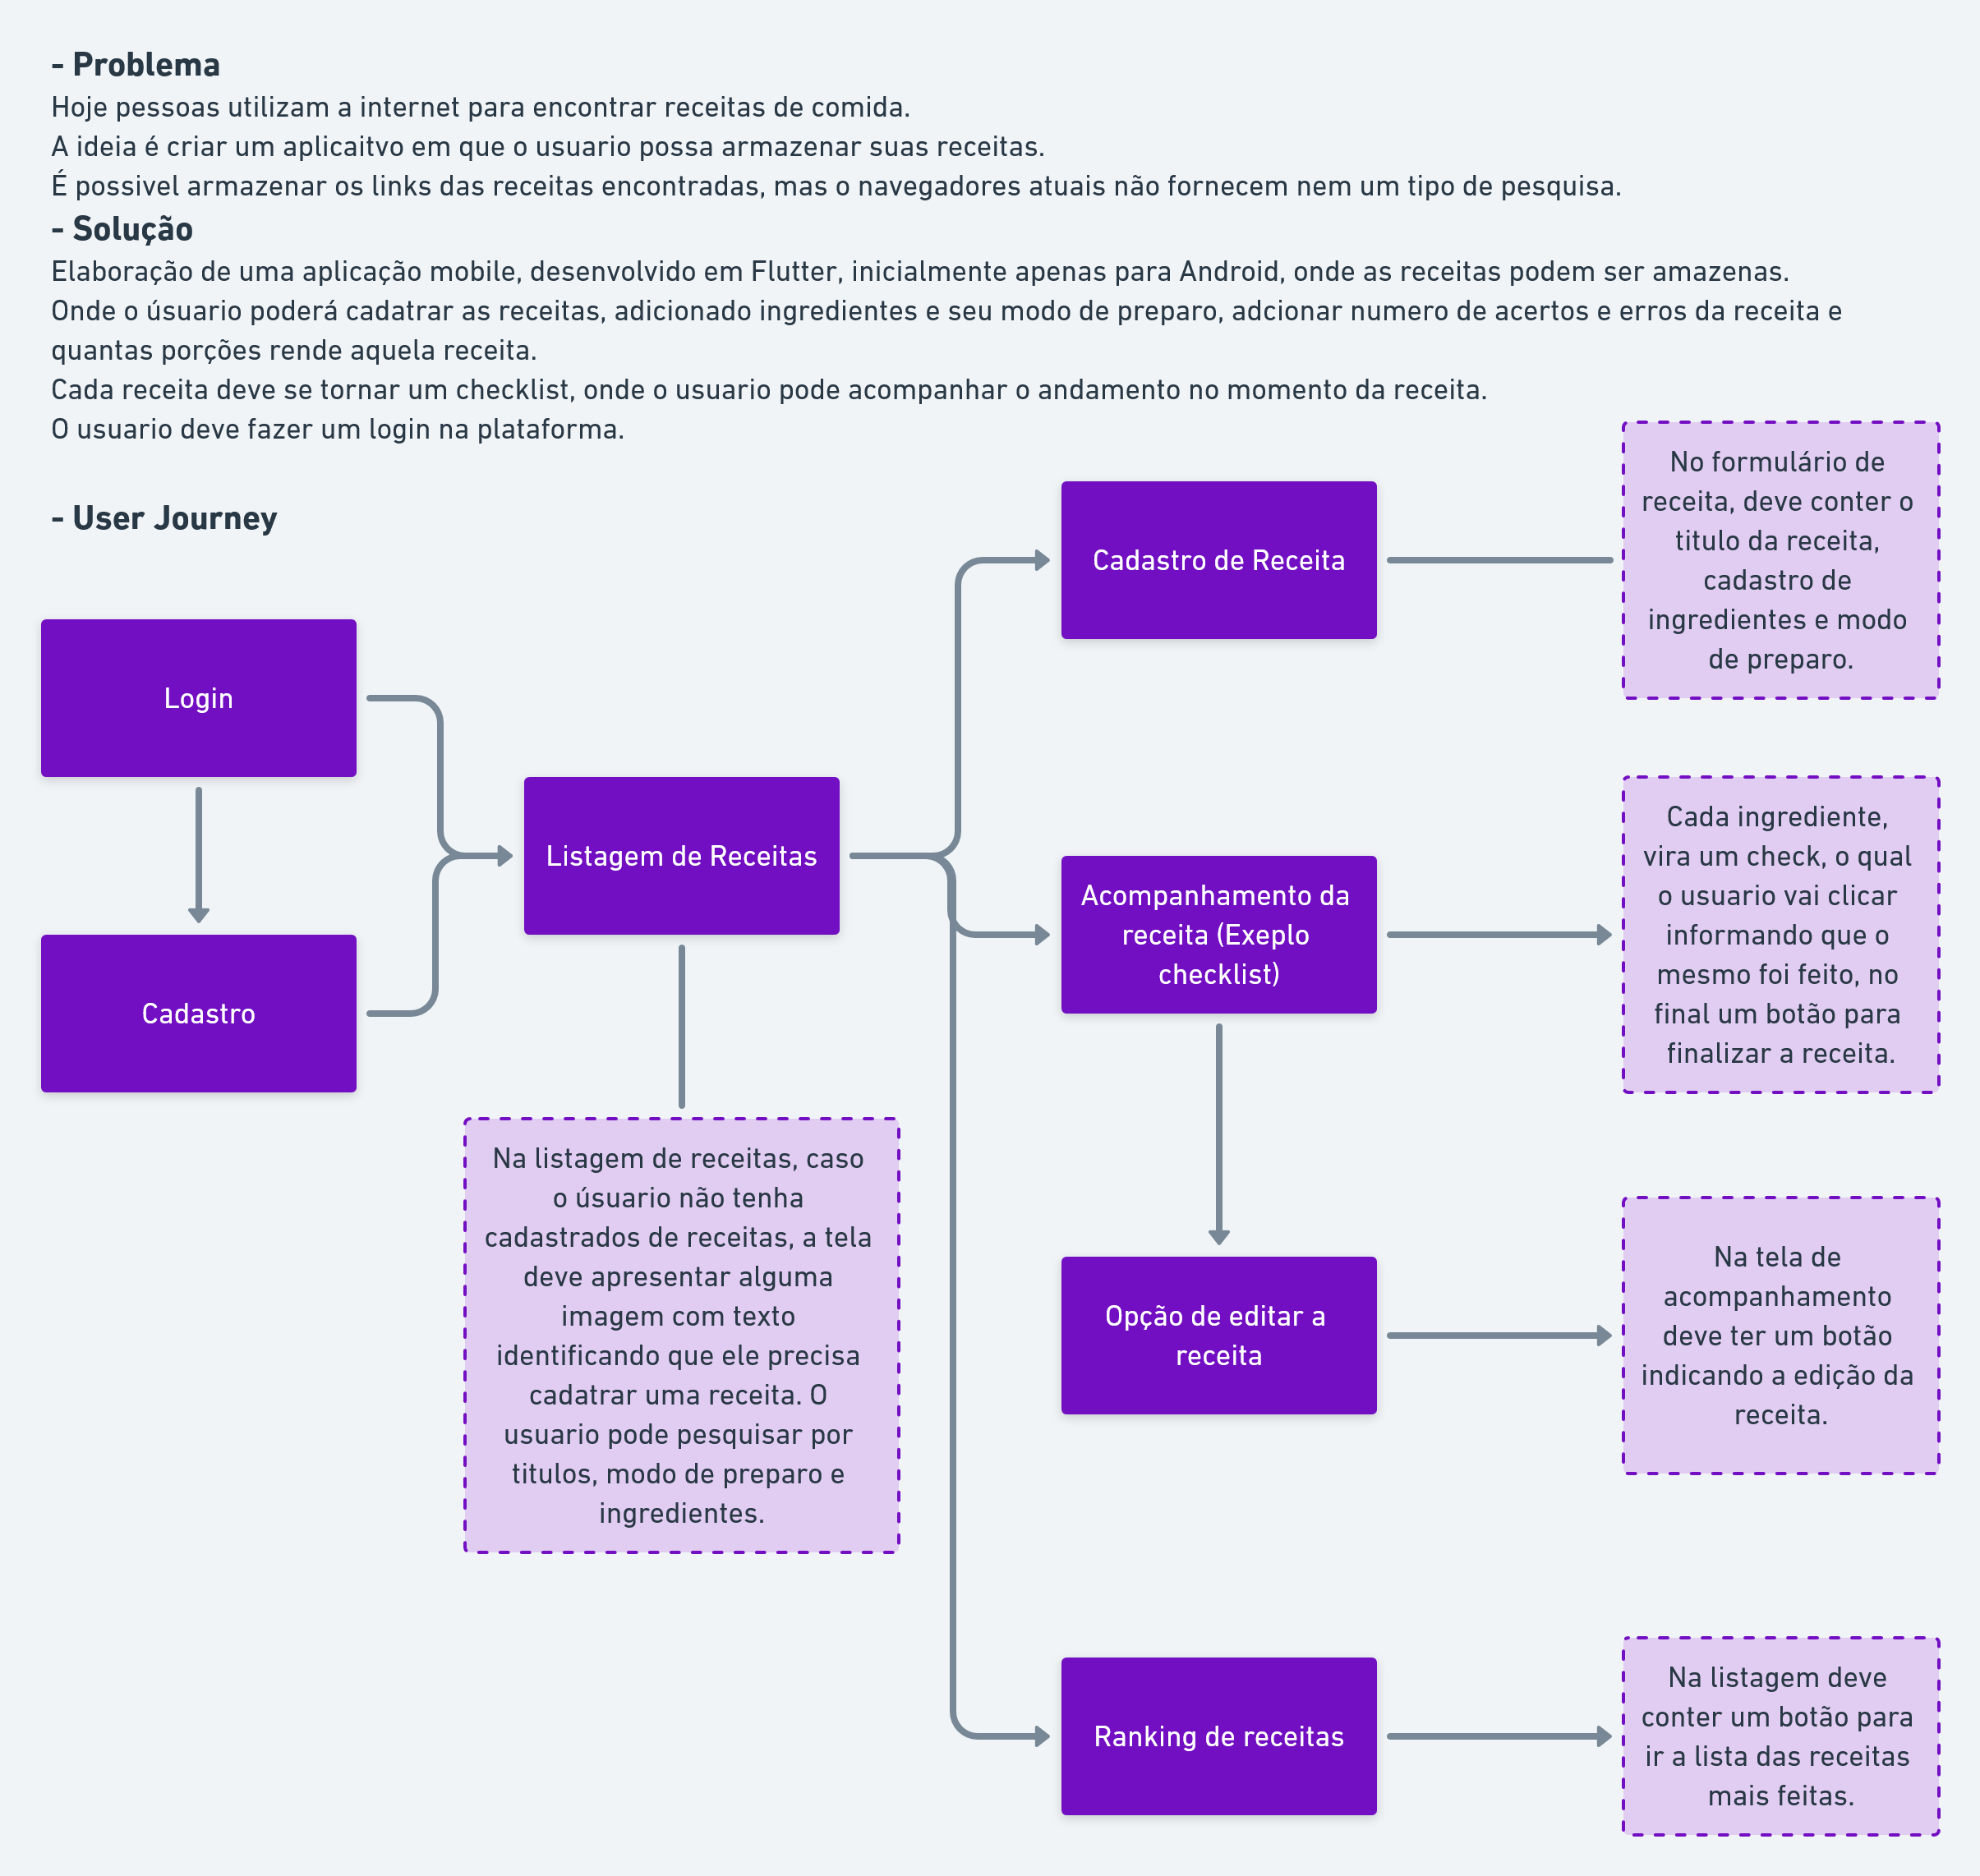 - Problema
Hoje pessoas utilizam a internet para encontrar receitas de comida.
A ideia é criar um aplicaitvo em que o usuario possa armazenar suas receitas.
É possivel armazenar os links das receitas encontradas, mas o navegadores atuais não fornecem nem um tipo de pesquisa.
- Solução
Elaboração de uma aplicação mobile, desenvolvido em Flutter, inicialmente apenas para Android, onde as receitas podem ser amazenas.
Onde o úsuario poderá cadatrar as receitas, adicionado ingredientes e seu modo de preparo, adcionar numero de acertos e erros da receita e
quantas porções rende aquela receita.
Cada receita deve se tornar um checklist, onde o usuario pode acompanhar o andamento no momento da receita.
O usuario deve fazer um login na plataforma.
- User Journey
Login
Cadastro
Listagem de Receitas
Na listagem de receitas, caso
o úsuario não tenha
cadastrados de receitas, a tela
deve apresentar alguma
imagem com texto
identificando que ele precisa
cadatrar uma receita. O
usuario pode pesquisar por
titulos, modo de preparo e
ingredientes.
Cadastro de Receita
No formulário de
receita, deve conter o
titulo da receita,
cadastro de
ingredientes e modo
de preparo.
Acompanhamento da
receita (Exeplo
checklist)
Cada ingrediente,
vira um check, o qual
o usuario vai clicar
informando que o
mesmo foi feito, no
final um botão para
finalizar a receita.
Opção de editar a
receita
Na tela de
acompanhamento
deve ter um botão
indicando a edição da
receita.
Ranking de receitas
Na listagem deve
conter um botão para
ir a lista das receitas
mais feitas.